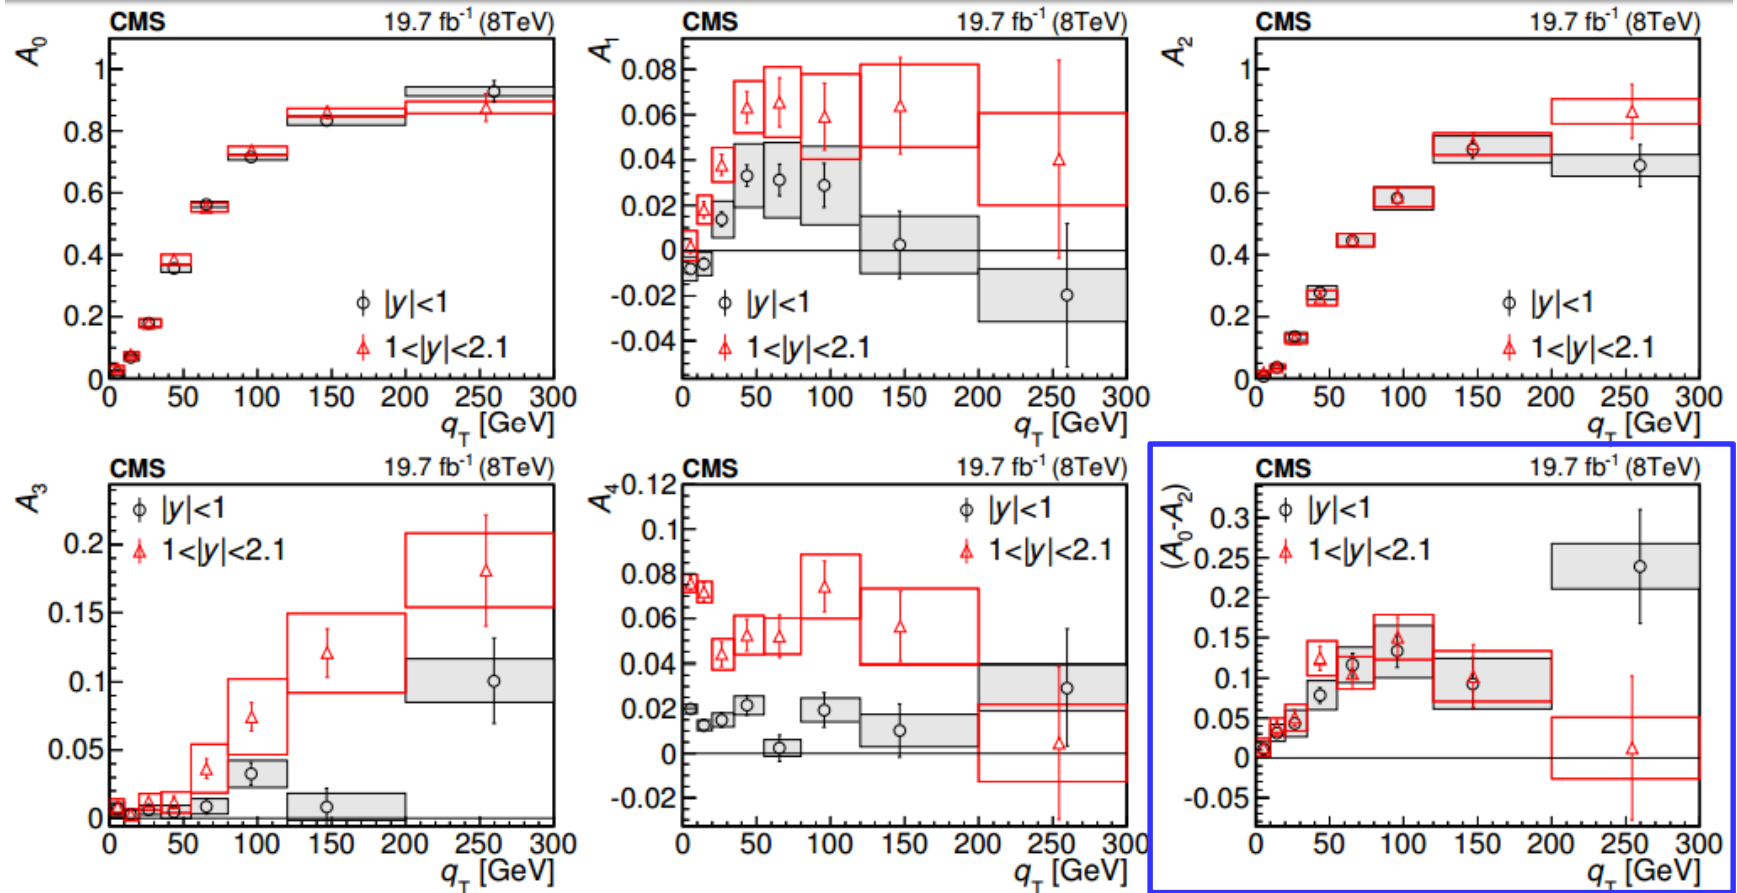 CMS 19.7 fb⁻¹ (8TeV)
A₀
1
0.8
0.6
0.4
0.2
0
|y|<1
1<|y|<2.1
0 50 100 150 200 250 300
q_T [GeV]
CMS 19.7 fb⁻¹ (8TeV)
A₁
0.08
0.06
0.04
0.02
0
-0.02
-0.04
|y|<1
1<|y|<2.1
0 50 100 150 200 250 300
q_T [GeV]
CMS 19.7 fb⁻¹ (8TeV)
A₂
1
0.8
0.6
0.4
0.2
0
|y|<1
1<|y|<2.1
0 50 100 150 200 250 300
q_T [GeV]
CMS 19.7 fb⁻¹ (8TeV)
A₃
|y|<1
1<|y|<2.1
0.2
0.15
0.1
0.05
0
0 50 100 150 200 250 300
q_T [GeV]
CMS 19.7 fb⁻¹ (8TeV)
A₄
|y|<1
1<|y|<2.1
0.12
0.1
0.08
0.06
0.04
0.02
0
-0.02
0 50 100 150 200 250 300
q_T [GeV]
CMS 19.7 fb⁻¹ (8TeV)
(A₀-A₂)
|y|<1
1<|y|<2.1
0.3
0.25
0.2
0.15
0.1
0.05
0
-0.05
0 50 100 150 200 250 300
q_T [GeV]